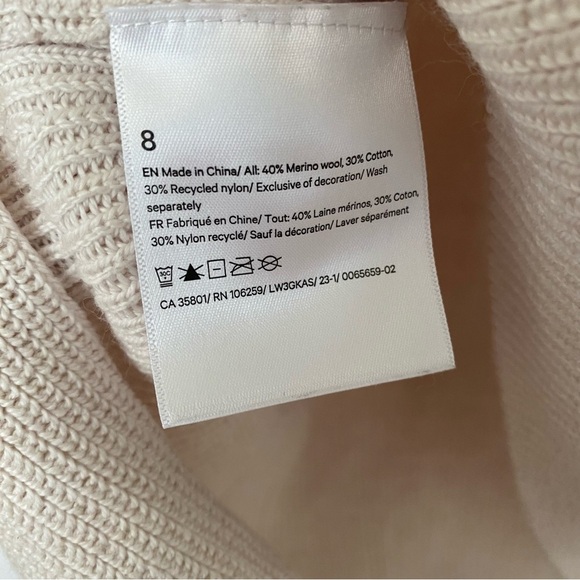 8
EN Made in China/ All: 40% Merino wool, 30% Cotton,
30% Recycled nylon/ Exclusive of decoration/ Wash
separately
FR Fabriqué en Chine/ Tout: 40% Laine mérinos, 30% Coton,
30% Nylon recyclé/ Sauf la décoration/ Laver séparément
CA 35801/ RN 106259/ LW3GKAS/ 23-1/ 0065659-02